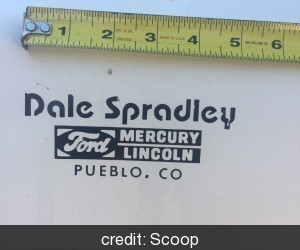 1 2 3 4 5 6
Dale Spradley
Ford MERCURY
LINCOLN
PUEBLO, CO
credit: Scoop